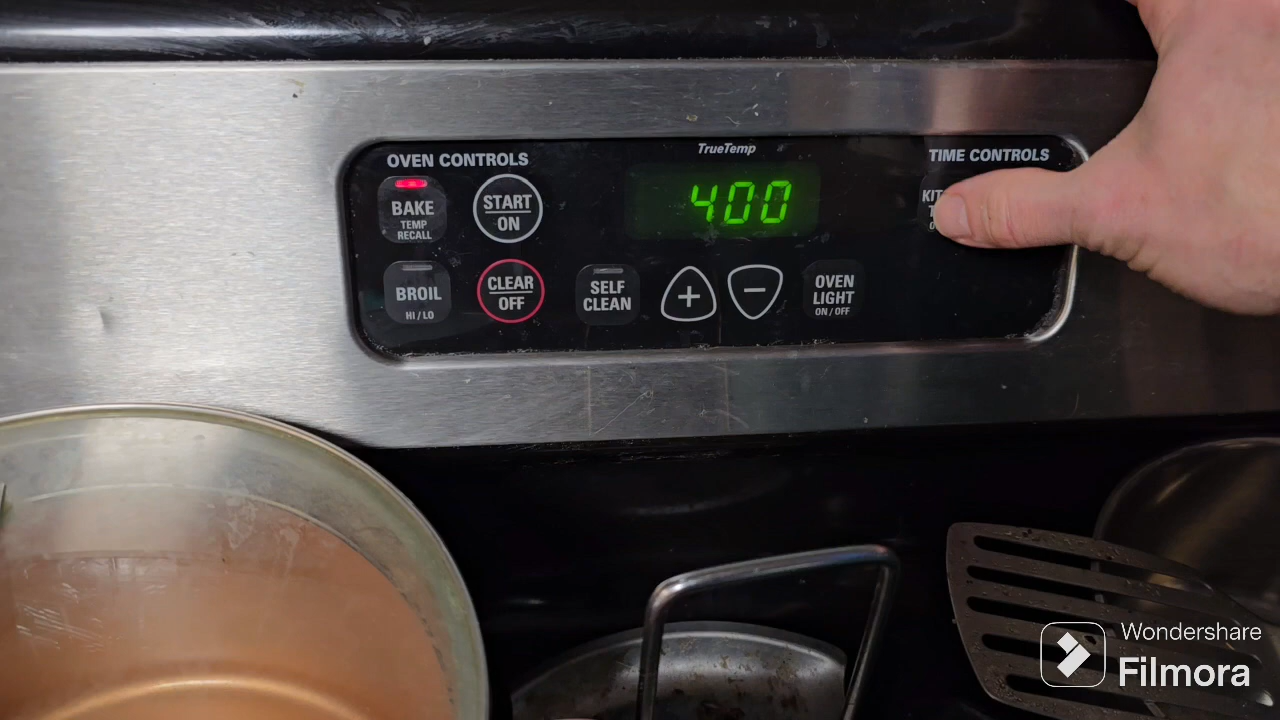 OVEN CONTROLS
BAKE
TEMP
RECALL
START
ON
BROIL
HI / LO
CLEAR
OFF
SELF
CLEAN
TrueTemp
400
+
−
OVEN
LIGHT
ON / OFF
TIME CONTROLS
Wondershare
Filmora